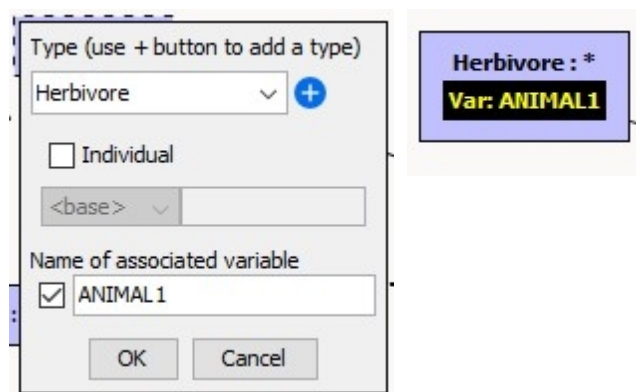 Type (use + button to add a type)
Herbivore
Individual
<base>
Name of associated variable
ANIMAL1
OK Cancel
Herbivore : *
Var: ANIMAL1
: